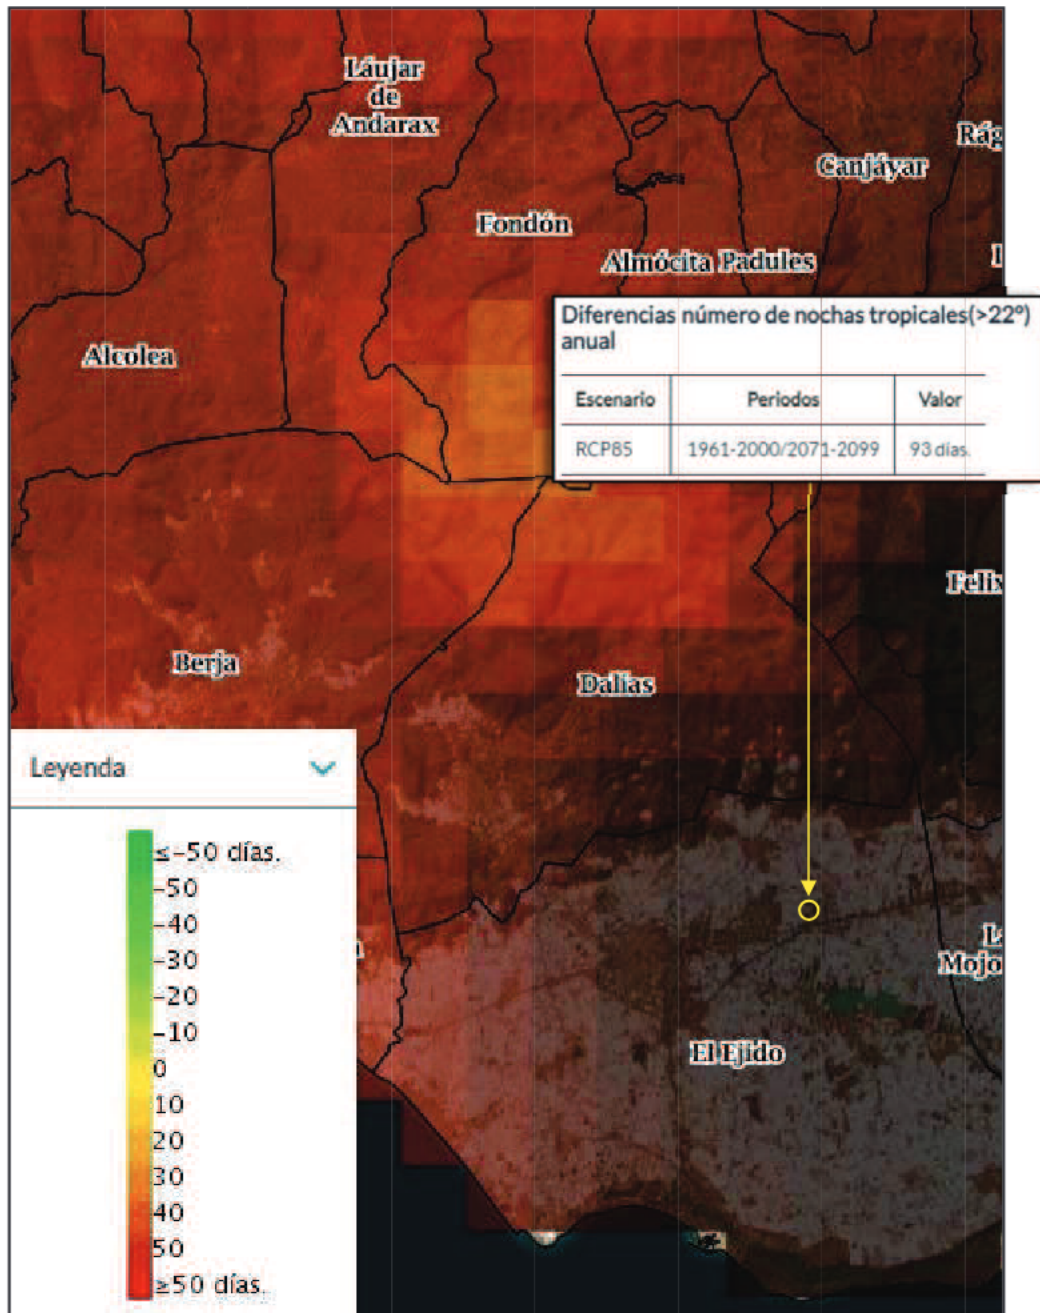 Láujar
de
Andarax
Rág
Canjáyar
Fondón
Almócita Padules
Diferencias número de nochas tropicales(>22º)
anual
Escenario Periodos Valor
RCP85 1961-2000/2071-2099 93 días.
Alcolea
Felix
Berja
Dalías
Leyenda
≤-50 días.
-50
-40
-30
-20
-10
0
10
20
30
40
50
≥50 días.
Mojo
El Ejido